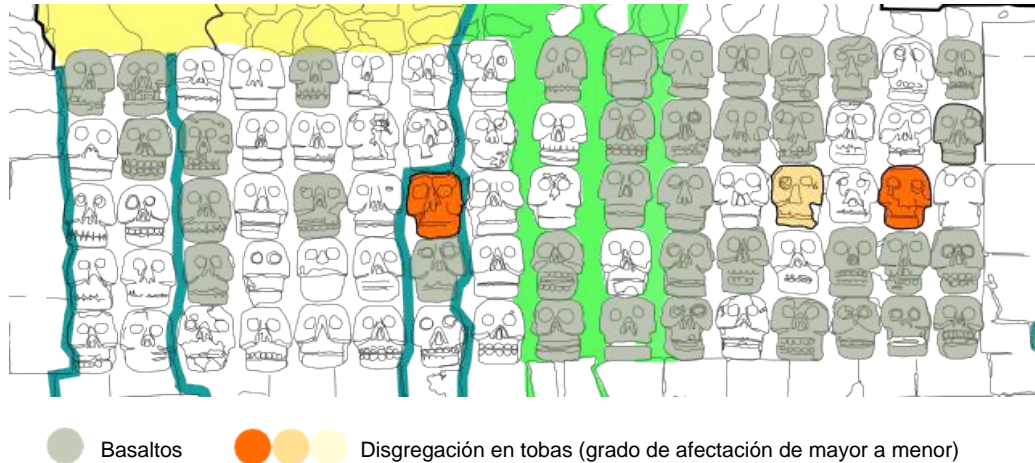 Basaltos
Disgregación en tobas (grado de afectación de mayor a menor)